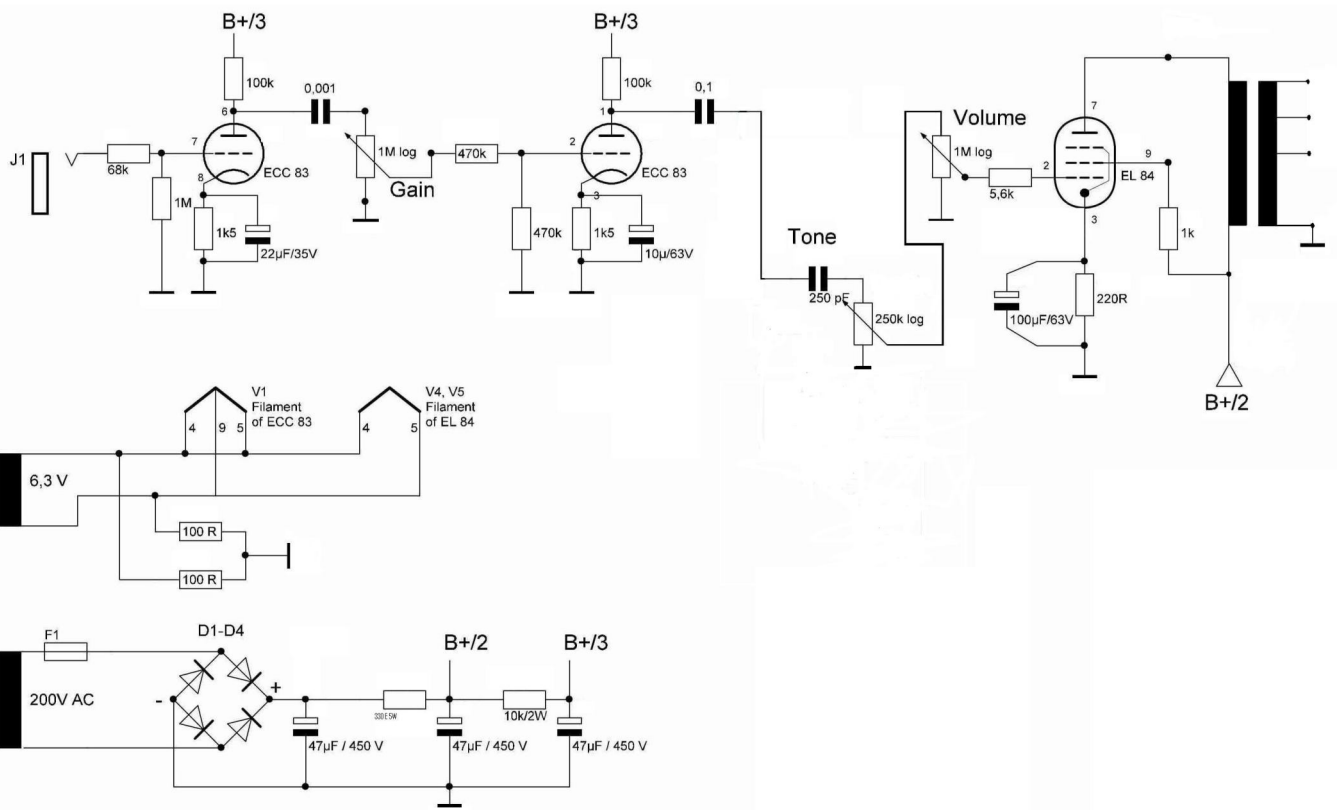 B+/3
B+/3
100k
100k
0,001
0,1
6
1
J1
68k
7
ECC 83
1M log
Gain
470k
2
ECC 83
Volume
1M log
5,6k
7
2
9
EL 84
3
1k
8
1M
1k5
22µF/35V
470k
3
1k5
10µ/63V
Tone
250 pF
250k log
100µF/63V
220R
B+/2
V1
Filament
of ECC 83
4
9
5
V4, V5
Filament
of EL 84
4
5
6,3 V
100 R
100 R
F1
D1-D4
B+/2
B+/3
200V AC
-
+
330E5W
10k/2W
47µF / 450 V
47µF / 450 V
47µF / 450 V